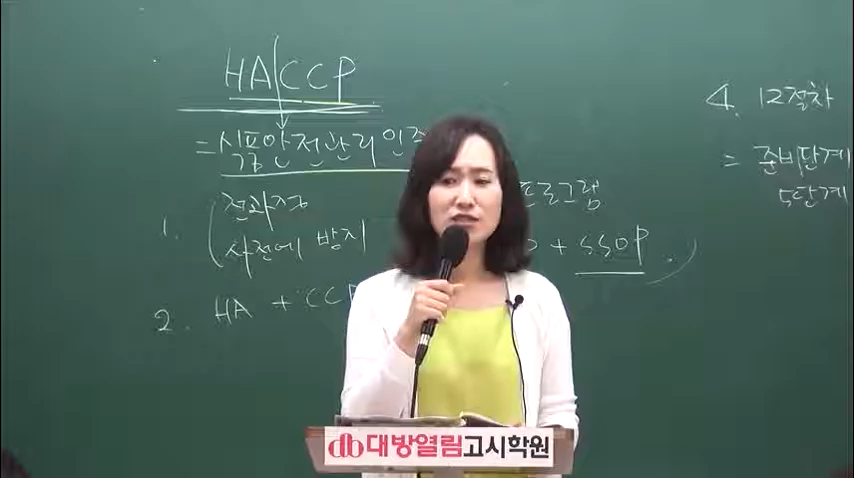 HACCP
= 식품안전관리인
1. 전과정
사전에 방지
프로그램
+ SSOP
2. HA + CCP
4. 12절차
= 준비단계
5단계
대방열림고시학원